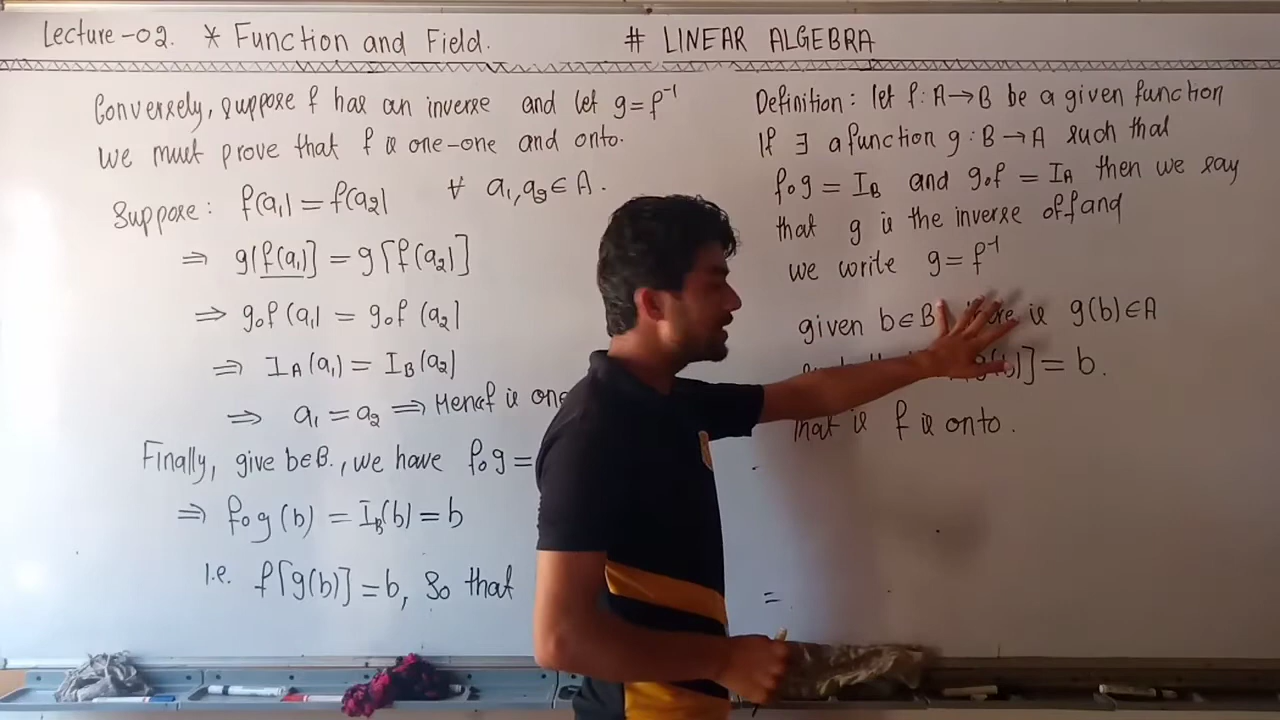 Lecture-02. * Function and Field. # LINEAR ALGEBRA
Conversely, suppose f has an inverse and let g=f⁻¹
we must prove that f is one-one and onto.
Suppose: f(a₁) = f(a₂) ∀ a₁,a₂∈A.
⇒ g[f(a₁)] = g[f(a₂)]
⇒ g∘f(a₁) = g∘f(a₂)
⇒ I_A(a₁) = I_B(a₂)
⇒ a₁ = a₂ ⇒ Hence f is one
Finally, give b∈B., we have f∘g =
⇒ f∘g(b) = I_B(b) = b
I.e. f[g(b)] = b, So that
Definition: let f: A→B be a given function
If ∃ a function g: B→A such that
f∘g = I_B and g∘f = I_A then we say
that g is the inverse of f and
we write g = f⁻¹
given b∈B, there is g(b)∈A
g(b)] = b.
that is f is onto.
=